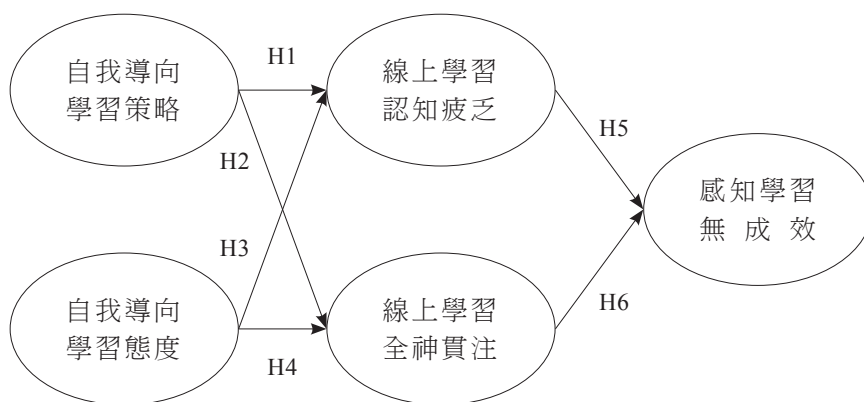 自我導向
學習策略
H1
線上學習
認知疲乏
H2
H5
感知學習
無成效
H3
自我導向
學習態度
H4
線上學習
全神貫注
H6